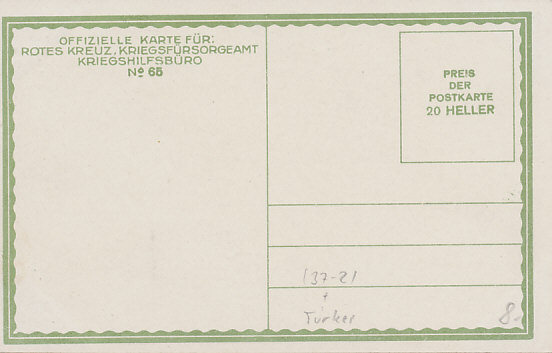 OFFIZIELLE KARTE FÜR:
ROTES KREUZ, KRIEGSFÜRSORGEAMT
KRIEGSHILFSBÜRO
Nº 65
PREIS
DER
POSTKARTE
20 HELLER
137-21
+
Türkei
8.-